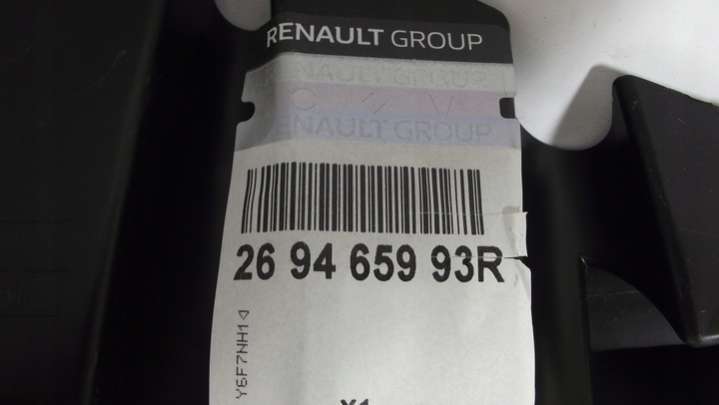 RENAULT GROUP
RENAULT GROUP
RENAULT GROUP
26 94 659 93R
Y6F7NH1
X1